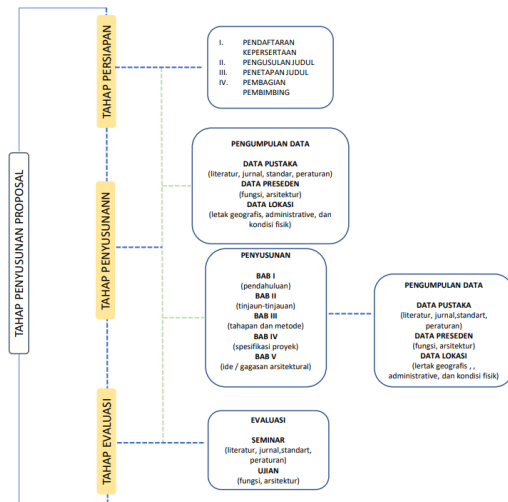 TAHAP PENYUSUNAN PROPOSAL
TAHAP PERSIAPAN
I. PENDAFTARAN
KEPERSERTAAN
II. PENGUSULAN JUDUL
III. PENETAPAN JUDUL
IV. PEMBAGIAN
PEMBIMBING
TAHAP PENYUSUNANN
PENGUMPULAN DATA
DATA PUSTAKA
(literatur, jurnal, standar, peraturan)
DATA PRESEDEN
(fungsi, arsitektur)
DATA LOKASI
(letak geografis, administrative, dan
kondisi fisik)
PENYUSUNAN
BAB I
(pendahuluan)
BAB II
(tinjaun-tinjauan)
BAB III
(tahapan dan metode)
BAB IV
(spesifikasi proyek)
BAB V
(ide / gagasan arsitektural)
PENGUMPULAN DATA
DATA PUSTAKA
(literatur, jurnal,standart,
peraturan)
DATA PRESEDEN
(fungsi, arsitektur)
DATA LOKASI
(lertak geografis , ,
administrative, dan kondisi fisik)
TAHAP EVALUASI
EVALUASI
SEMINAR
(literatur, jurnal,standart,
peraturan)
UJIAN
(fungsi, arsitektur)